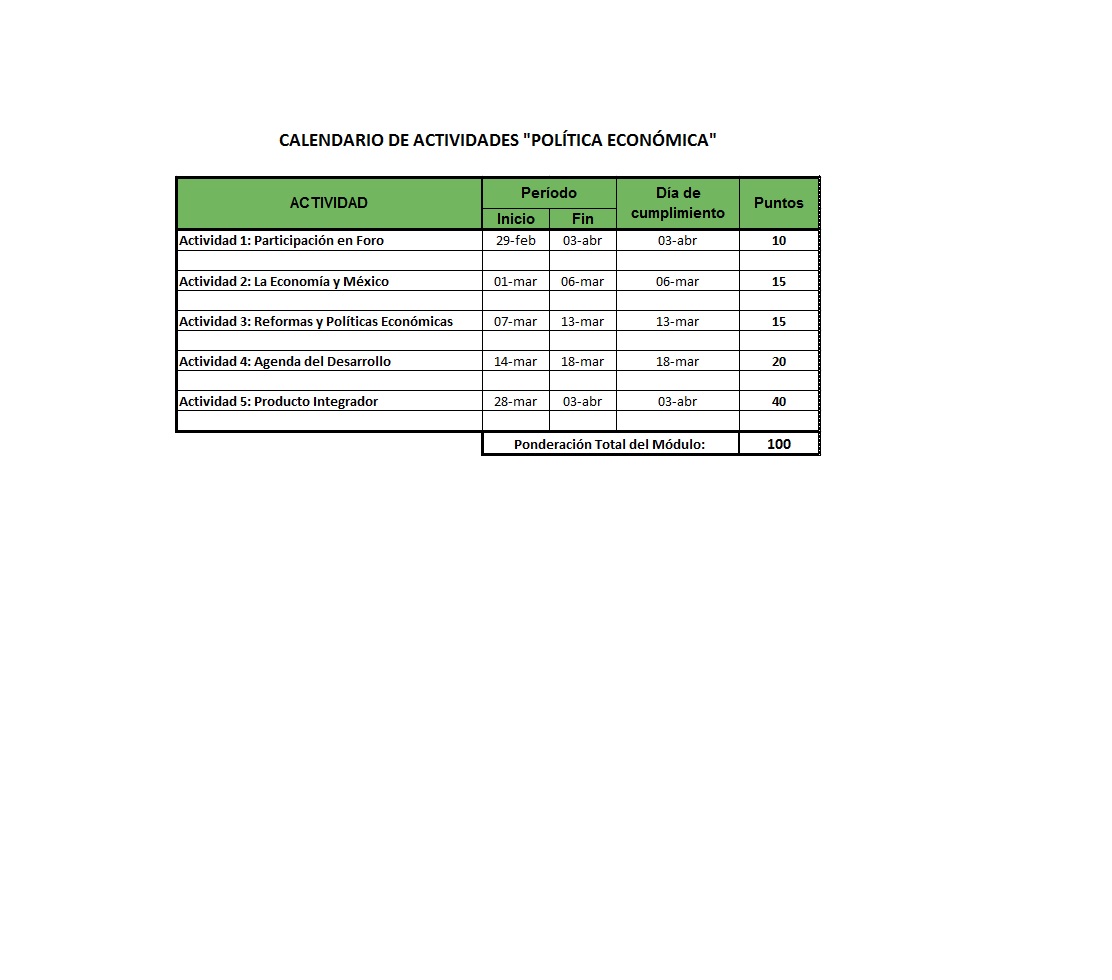 CALENDARIO DE ACTIVIDADES "POLÍTICA ECONÓMICA"
ACTIVIDAD Período Día de cumplimiento Puntos
Inicio Fin
Actividad 1: Participación en Foro 29-feb 03-abr 03-abr 10
Actividad 2: La Economía y México 01-mar 06-mar 06-mar 15
Actividad 3: Reformas y Políticas Económicas 07-mar 13-mar 13-mar 15
Actividad 4: Agenda del Desarrollo 14-mar 18-mar 18-mar 20
Actividad 5: Producto Integrador 28-mar 03-abr 03-abr 40
Ponderación Total del Módulo: 100